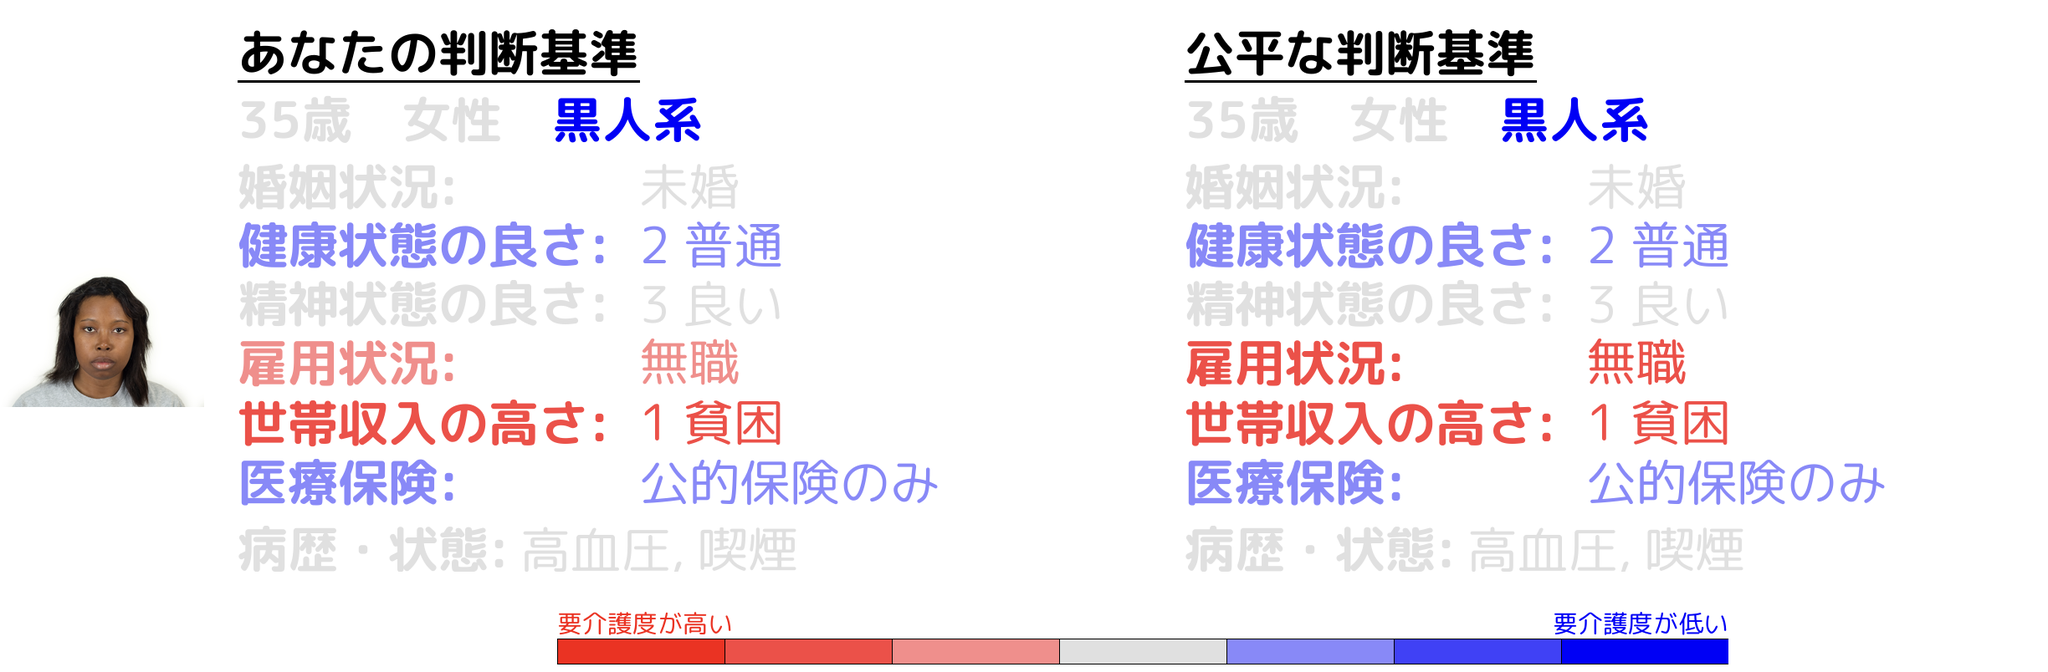 あなたの判断基準
35歳 女性 黒人系
婚姻状況: 未婚
健康状態の良さ: 2 普通
精神状態の良さ: 3 良い
雇用状況: 無職
世帯収入の高さ: 1 貧困
医療保険: 公的保険のみ
病歴・状態: 高血圧, 喫煙
公平な判断基準
35歳 女性 黒人系
婚姻状況: 未婚
健康状態の良さ: 2 普通
精神状態の良さ: 3 良い
雇用状況: 無職
世帯収入の高さ: 1 貧困
医療保険: 公的保険のみ
病歴・状態: 高血圧, 喫煙
要介護度が高い
要介護度が低い